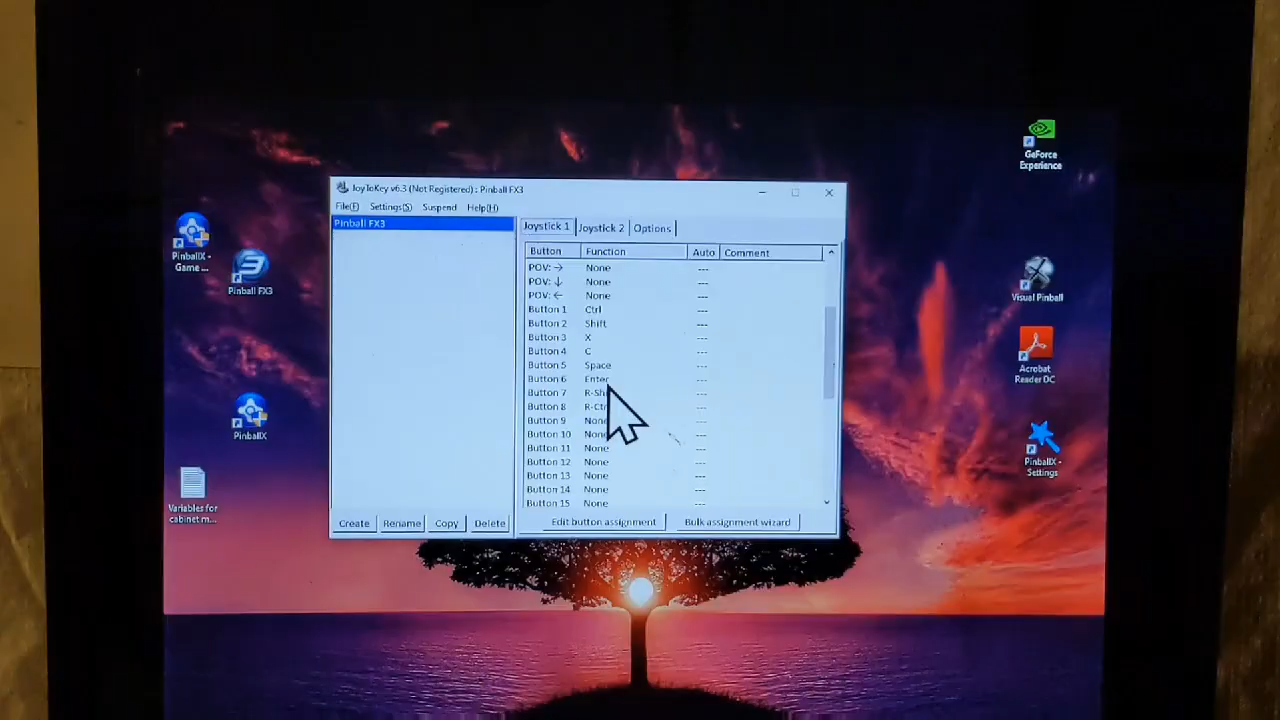 GeForce
Experience
JoyToKey v6.3 (Not Registered) : Pinball FX3
File(F) Settings(S) Suspend Help(H)
Pinball FX3
Joystick 1 Joystick 2 Options
Button Function Auto Comment
POV: → None ---
POV: ↓ None ---
POV: ← None ---
Button 1 Ctrl ---
Button 2 Shift ---
Button 3 X ---
Button 4 C ---
Button 5 Space ---
Button 6 Enter ---
Button 7 R-Sh ---
Button 8 R-Ctr ---
Button 9 None ---
Button 10 None ---
Button 11 None ---
Button 12 None ---
Button 13 None ---
Button 14 None ---
Button 15 None ---
Create Rename Copy Delete
Edit button assignment Bulk assignment wizard
PinballX -
Game ...
Pinball FX3
PinballX
Variables for
cabinet m...
Visual Pinball
Acrobat
Reader DC
PinballX -
Settings